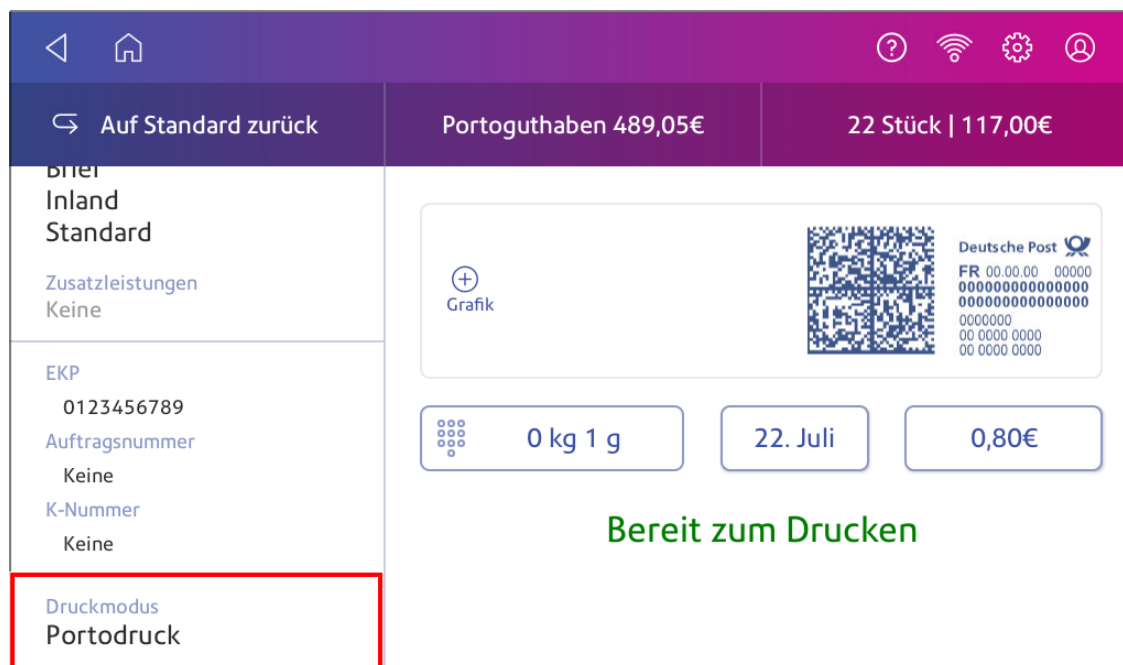 Auf Standard zurück
Portoguthaben 489,05€
22 Stück | 117,00€
Brief
Inland
Standard
Zusatzleistungen
Keine
EKP
0123456789
Auftragsnummer
Keine
K-Nummer
Keine
Druckmodus
Portodruck
Grafik
Deutsche Post
FR 00.00.00 00000
000000000000000
000000000000000
0000000
00 0000 0000
00 0000 0000
0 kg 1 g
22. Juli
0,80€
Bereit zum Drucken